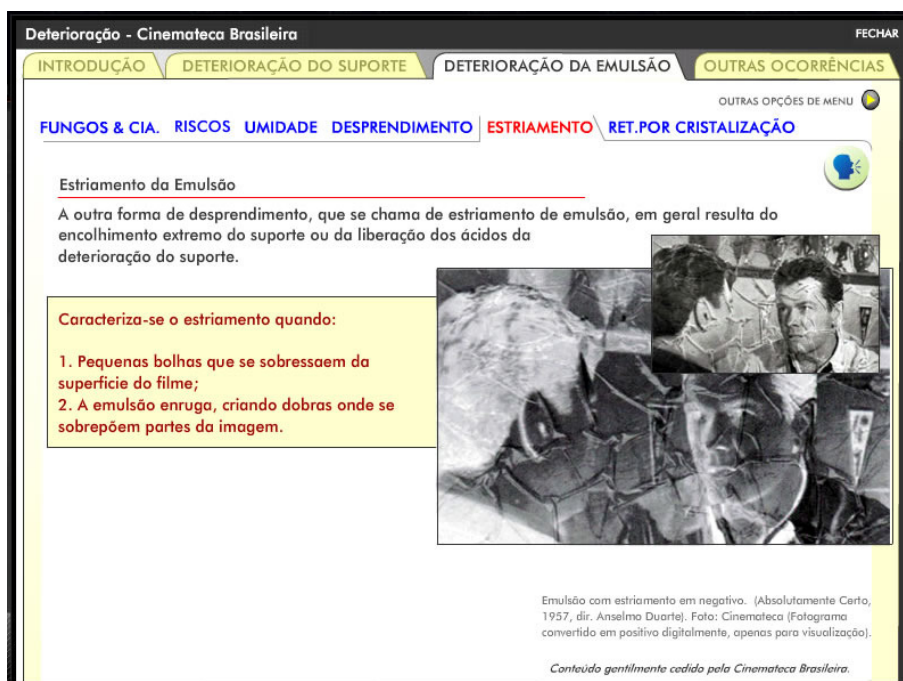 Deterioração - Cinemateca Brasileira
FECHAR
INTRODUÇÃO
DETERIORAÇÃO DO SUPORTE
DETERIORAÇÃO DA EMULSÃO
OUTRAS OCORRÊNCIAS
OUTRAS OPÇÕES DE MENU
FUNGOS & CIA.
RISCOS
UMIDADE
DESPRENDIMENTO
ESTRIAMENTO
RET.POR CRISTALIZAÇÃO
Estriamento da Emulsão
A outra forma de desprendimento, que se chama de estriamento de emulsão, em geral resulta do
encolhimento extremo do suporte ou da liberação dos ácidos da
deterioração do suporte.
Caracteriza-se o estriamento quando:
1. Pequenas bolhas que se sobressaem da
superficie do filme;
2. A emulsão enruga, criando dobras onde se
sobrepõem partes da imagem.
Emulsão com estriamento em negativo. (Absolutamente Certo,
1957, dir. Anselmo Duarte). Foto: Cinemateca (Fotograma
convertido em positivo digitalmente, apenas para visualização).
Conteúdo gentilmente cedido pela Cinemateca Brasileira.